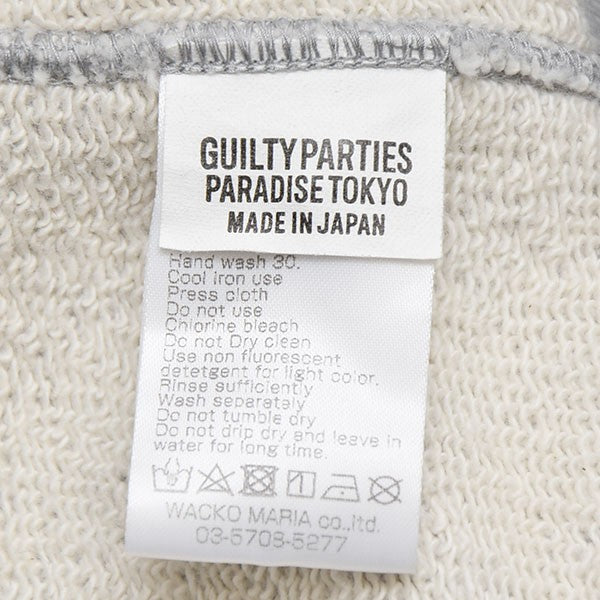 GUILTYPARTIES
PARADISE TOKYO
MADE IN JAPAN
Hand wash 30.
Cool iron use
Press cloth
Do not use
Chlorine bleach
Do not Dry clean
Use non fluorescent
detetgent for light color.
Rinse sufficiently
Wash separately
Do not tumble dry
Do not drip dry and leave in
water for long time.
WACKO MARIA co.,ltd.
03-5708-5277